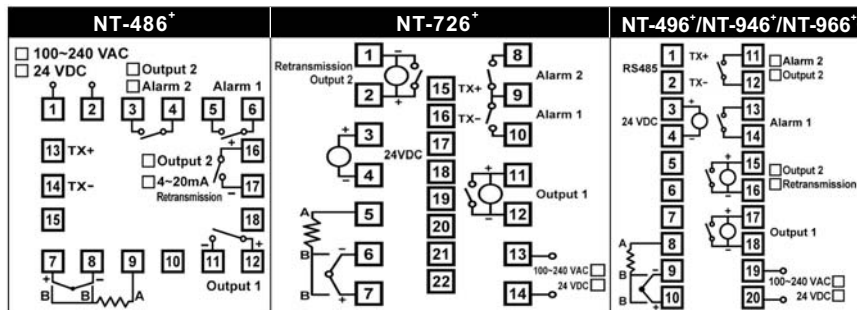 NT-486+
100~240 VAC
24 VDC
Output 2
Alarm 2
Alarm 1
1 2 3 4 5 6
13 TX+
14 TX−
15
Output 2
4~20mA
Retransmission
+
−
16
17
18
7 8 9 10 11 12
+ −
− +
B B A
Output 1
NT-726+
Retransmission
Output 2
1
2
−
+
3
4
+
−
24VDC
A
B
B
5
6
7
−
+
15 TX+
16 TX−
17
18
19
20
21
22
8
9
10
Alarm 2
Alarm 1
+
−
11
12
Output 1
13
14
100~240 VAC
24 VDC
NT-496+/NT-946+/NT-966+
RS485
1 TX+
2 TX−
24 VDC
3 +
4 −
5
6
7
A
B
B
8
9 −
10 +
11
12
Alarm 2
Output 2
13
14
Alarm 1
+
−
15
16
Output 2
Retransmission
+
−
17
18
Output 1
19
20
100~240 VAC
24 VDC